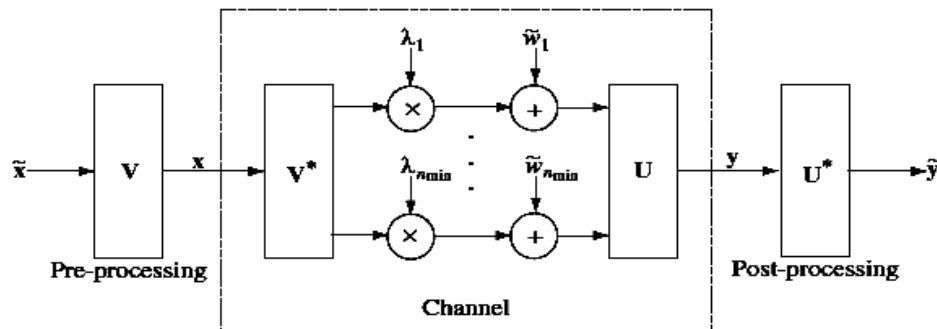 λ₁ w̃₁
x̃ V x V* λₙₘᵢₙ w̃ₙₘᵢₙ U y U* ỹ
× +
× +
Pre-processing Post-processing
Channel